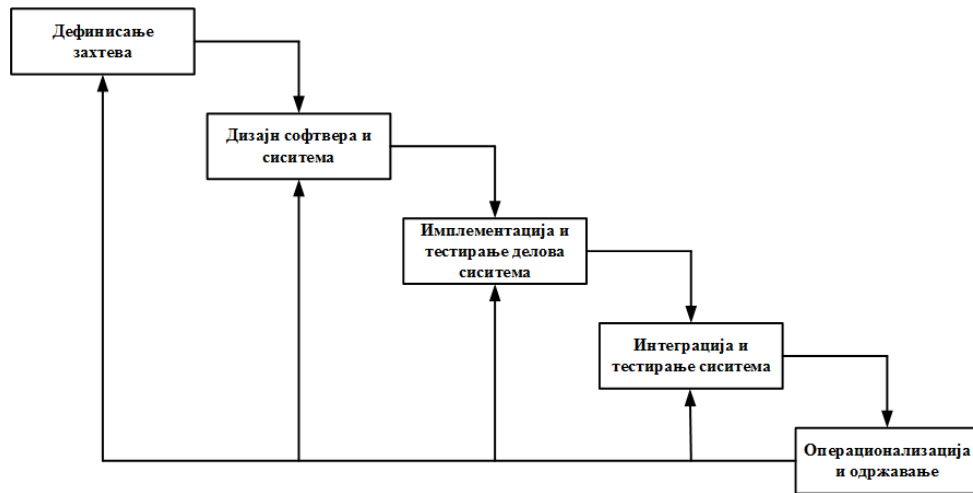 Дефинисање
захтева
Дизајн софтвера и
сиситема
Имплементација и
тестирање делова
сиситема
Интеграција и
тестирање сиситема
Операционализација
и одржавање